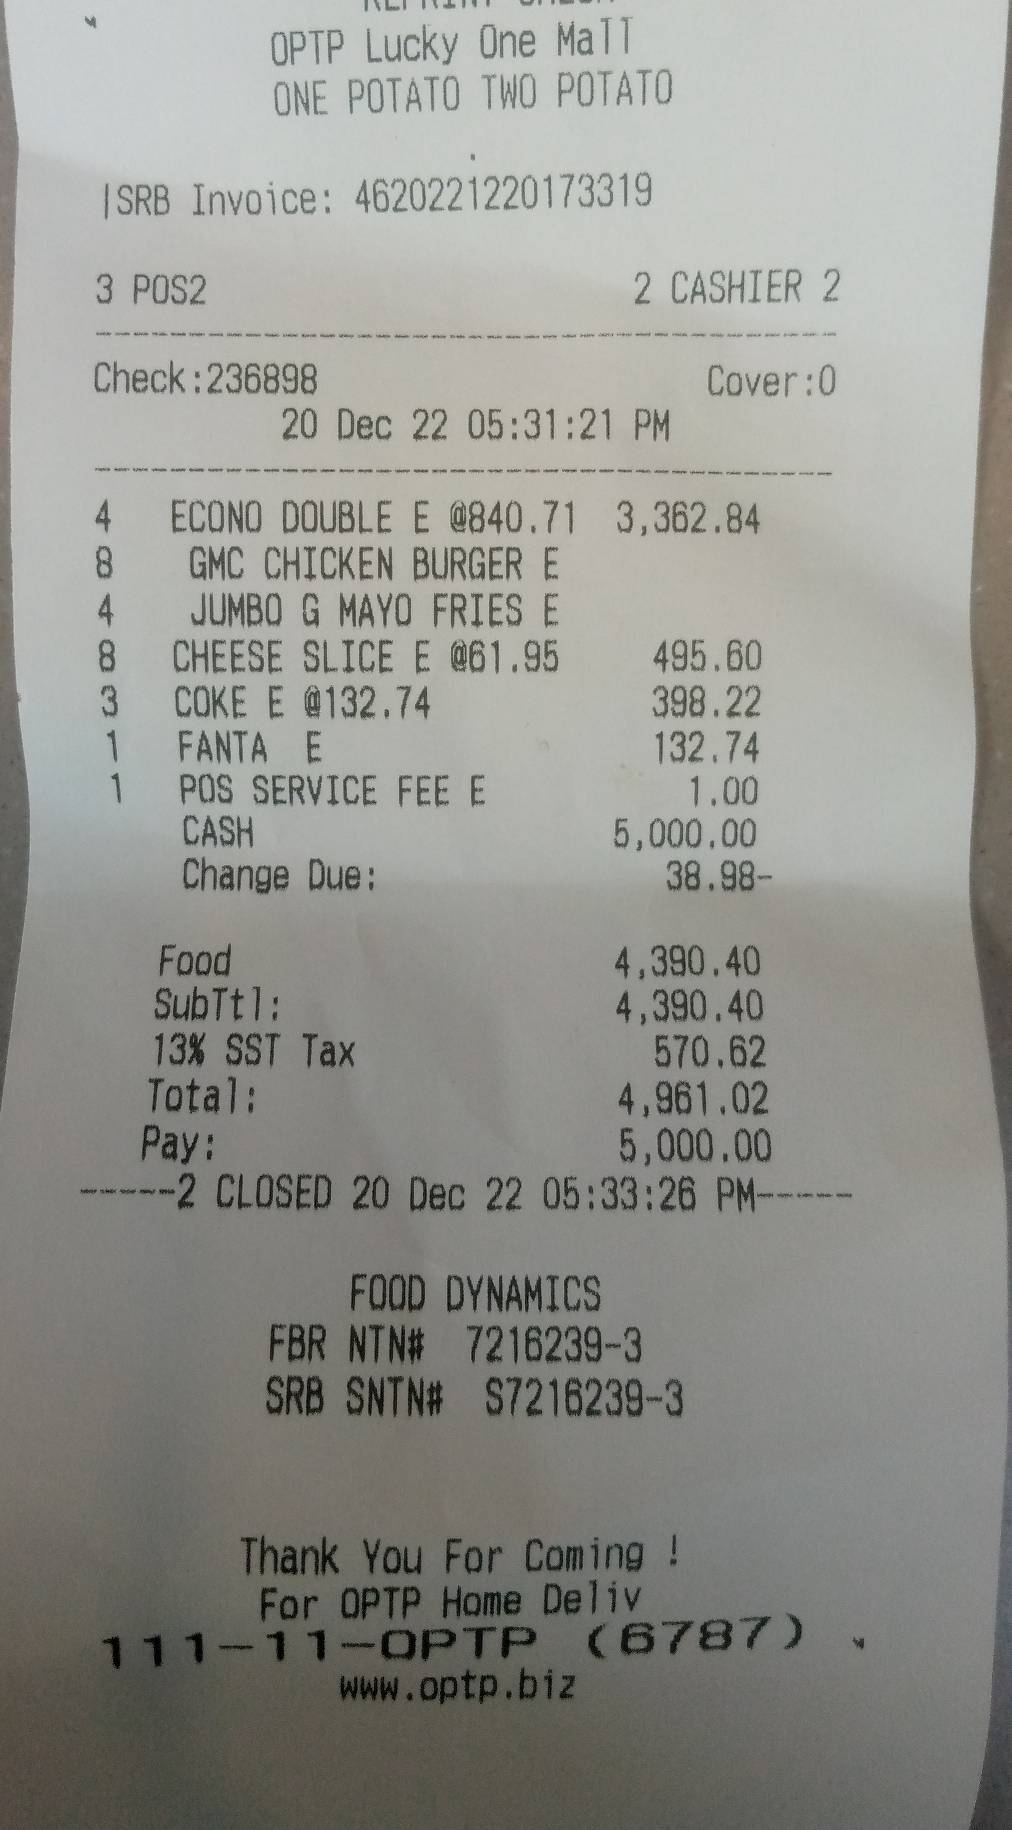 REPRINT CHECK
OPTP Lucky One Mall
ONE POTATO TWO POTATO
|SRB Invoice: 4620221220173319
3 POS2 2 CASHIER 2
Check:236898 Cover:0
20 Dec 22 05:31:21 PM
4 ECONO DOUBLE E @840.71 3,362.84
8 GMC CHICKEN BURGER E
4 JUMBO G MAYO FRIES E
8 CHEESE SLICE E @61.95 495.60
3 COKE E @132.74 398.22
1 FANTA E 132.74
1 POS SERVICE FEE E 1.00
CASH 5,000.00
Change Due: 38.98-
Food 4,390.40
SubTtl: 4,390.40
13% SST Tax 570.62
Total: 4,961.02
Pay: 5,000.00
-----2 CLOSED 20 Dec 22 05:33:26 PM-----
FOOD DYNAMICS
FBR NTN# 7216239-3
SRB SNTN# S7216239-3
Thank You For Coming !
For OPTP Home Deliv
111-11-OPTP (6787)
www.optp.biz